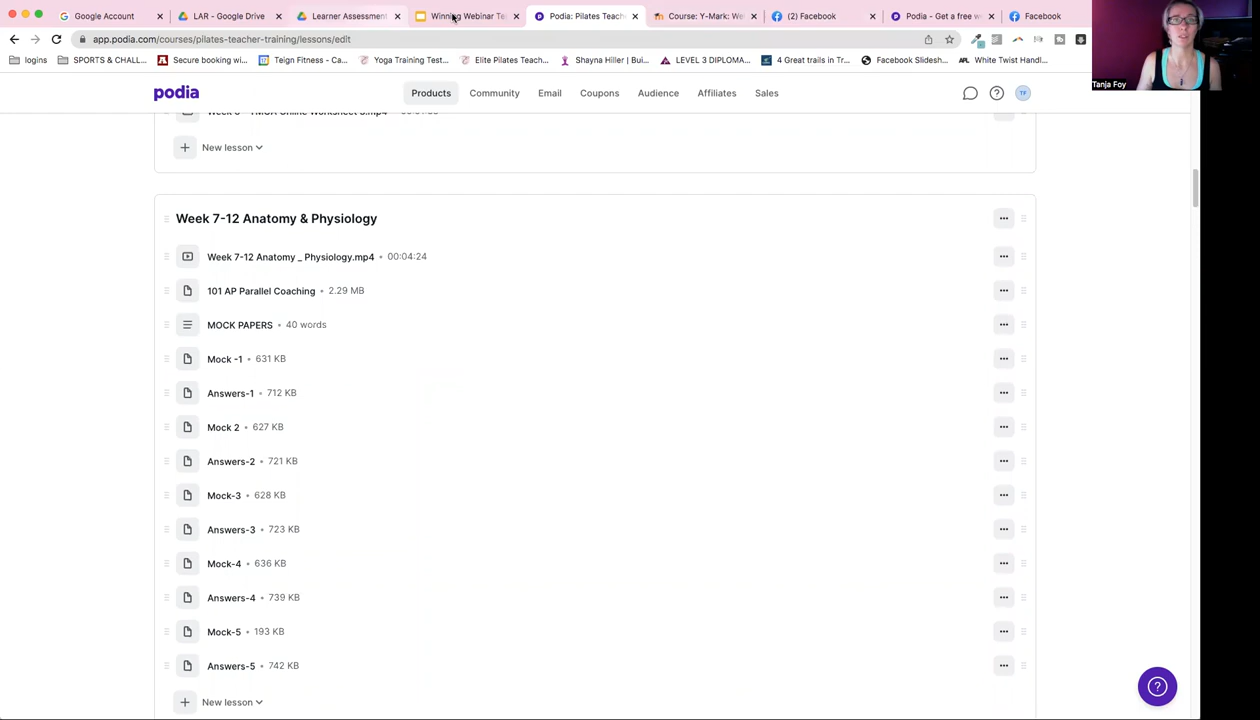 Google Account
LAR - Google Drive
Learner Assessment
Winning Webinar Te
Podia: Pilates Teache
Course: Y-Mark: We
(2) Facebook
Podia - Get a free w
Facebook
app.podia.com/courses/pilates-teacher-training/lessons/edit
logins
SPORTS & CHALL...
Secure booking wi...
Teign Fitness - Ca...
Yoga Training Test...
Elite Pilates Teach...
Shayna Hiller | Bui...
LEVEL 3 DIPLOMA...
4 Great trails in Tr...
Facebook Slidesh...
APL White Twist Handl...
Tanja Foy
podia
Products
Community
Email
Coupons
Audience
Affiliates
Sales
TF
New lesson
Week 7-12 Anatomy & Physiology
Week 7-12 Anatomy _ Physiology.mp4 • 00:04:24
101 AP Parallel Coaching • 2.29 MB
MOCK PAPERS • 40 words
Mock -1 • 631 KB
Answers-1 • 712 KB
Mock 2 • 627 KB
Answers-2 • 721 KB
Mock-3 • 628 KB
Answers-3 • 723 KB
Mock-4 • 636 KB
Answers-4 • 739 KB
Mock-5 • 193 KB
Answers-5 • 742 KB
New lesson